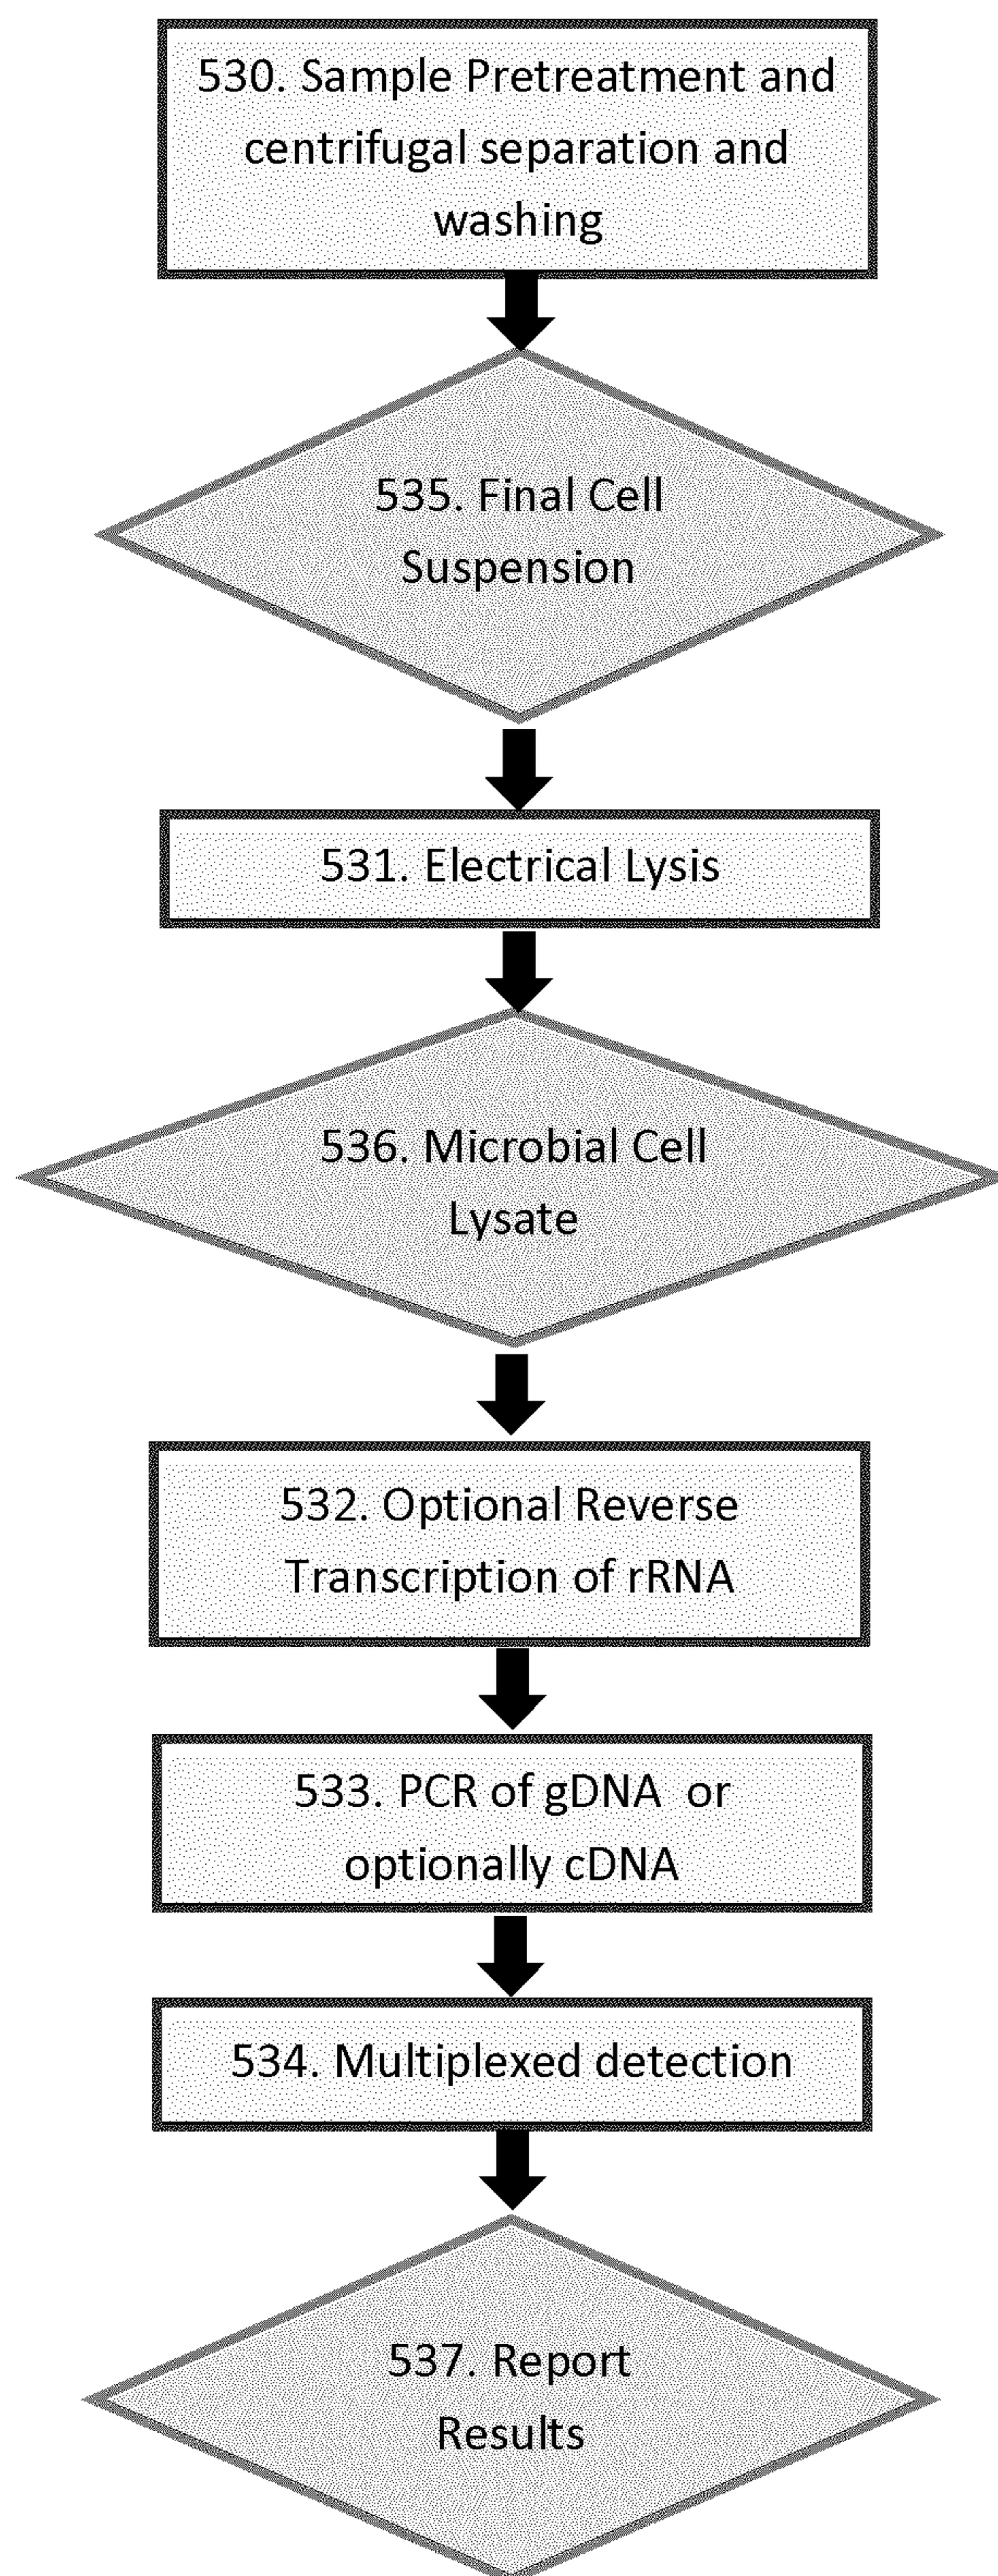 530. Sample Pretreatment and
centrifugal separation and
washing
535. Final Cell
Suspension
531. Electrical Lysis
536. Microbial Cell
Lysate
532. Optional Reverse
Transcription of rRNA
533. PCR of gDNA or
optionally cDNA
534. Multiplexed detection
537. Report
Results